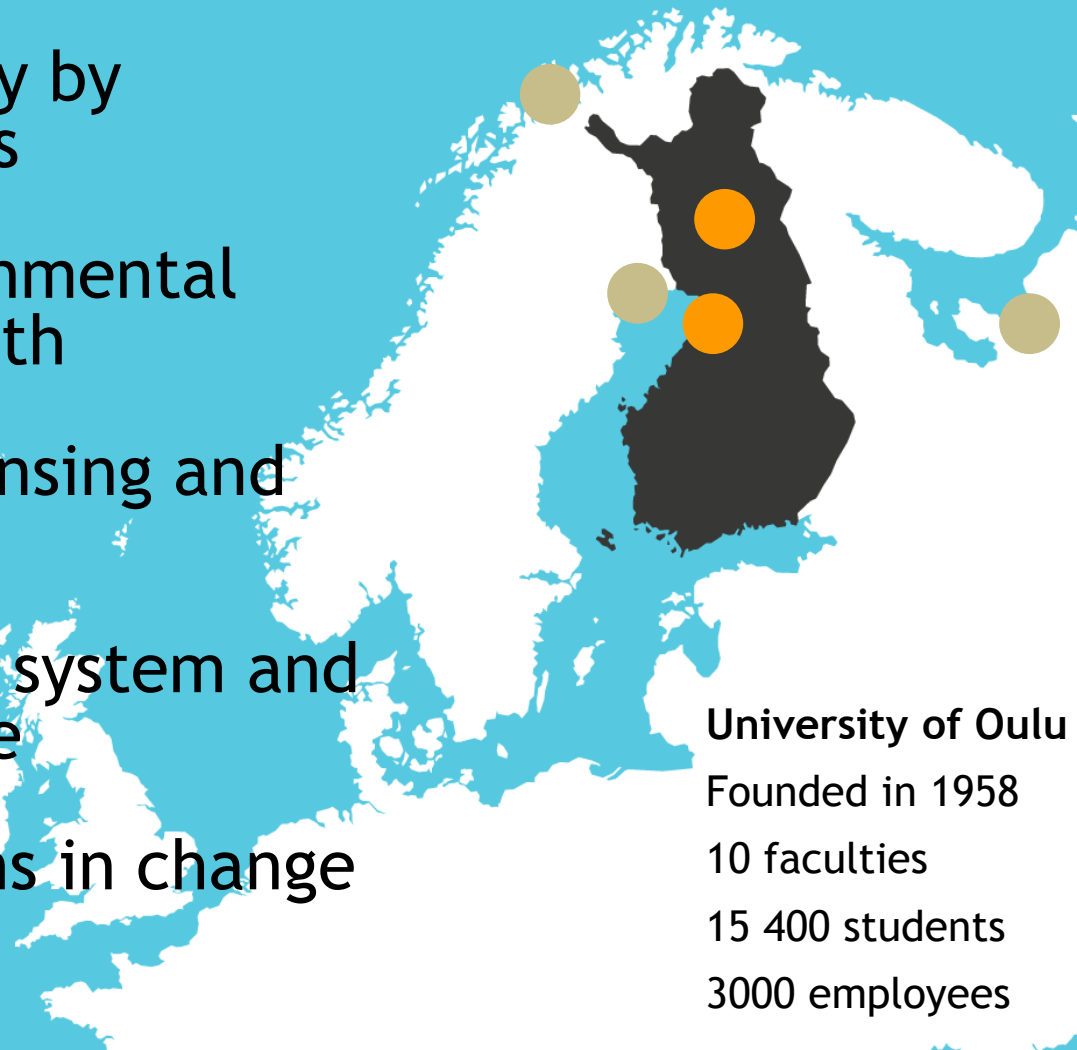 y by
s
nmental
th
nsing and
system and
e
ns in change
University of Oulu
Founded in 1958
10 faculties
15 400 students
3000 employees